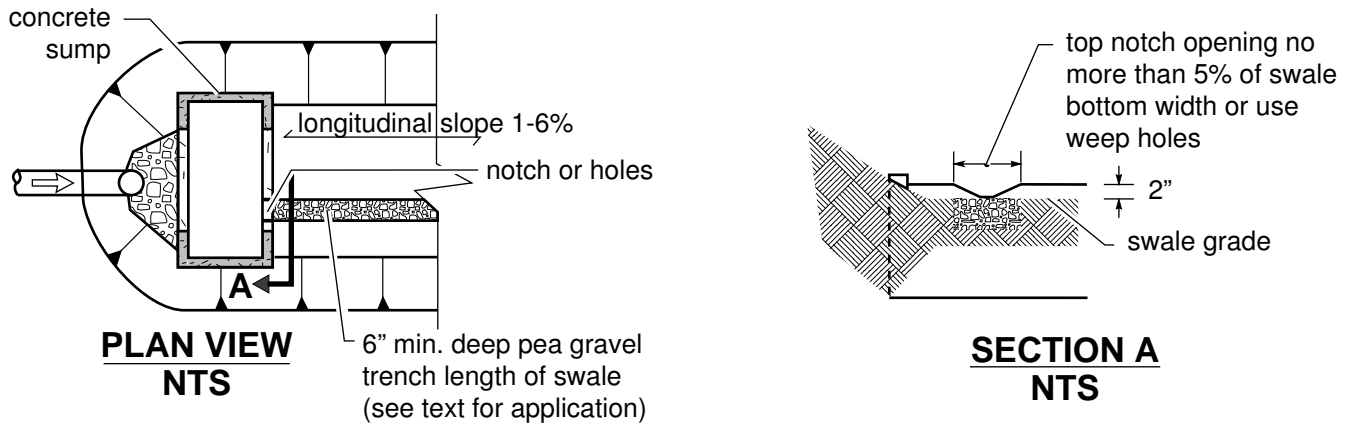 concrete
sump
longitudinal slope 1-6%
notch or holes
A
PLAN VIEW
NTS
6” min. deep pea gravel
trench length of swale
(see text for application)
top notch opening no
more than 5% of swale
bottom width or use
weep holes
2”
swale grade
SECTION A
NTS